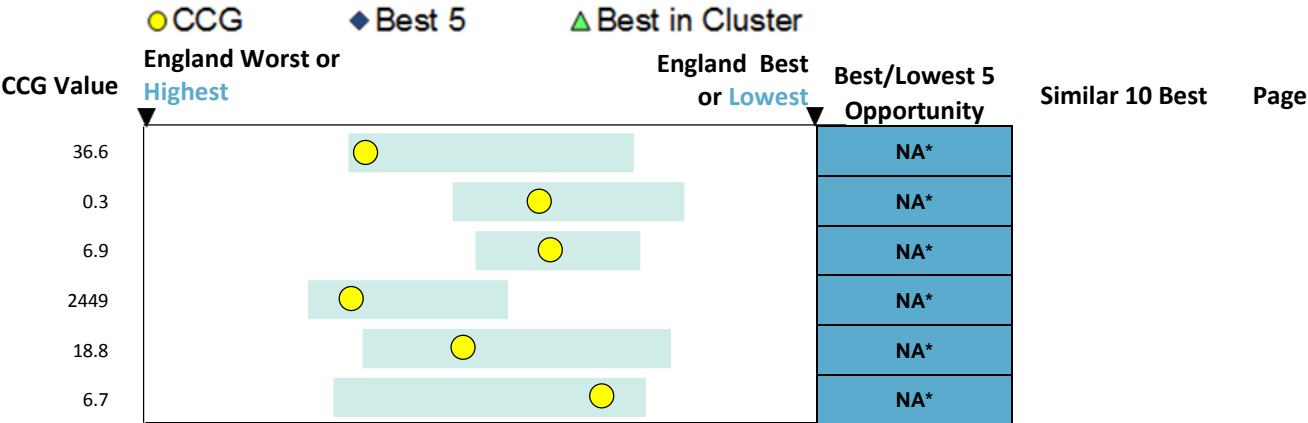 CCG Best 5 Best in Cluster
CCG Value England Worst or Highest England Best or Lowest Best/Lowest 5 Opportunity Similar 10 Best Page
36.6 NA*
0.3 NA*
6.9 NA*
2449 NA*
18.8 NA*
6.7 NA*